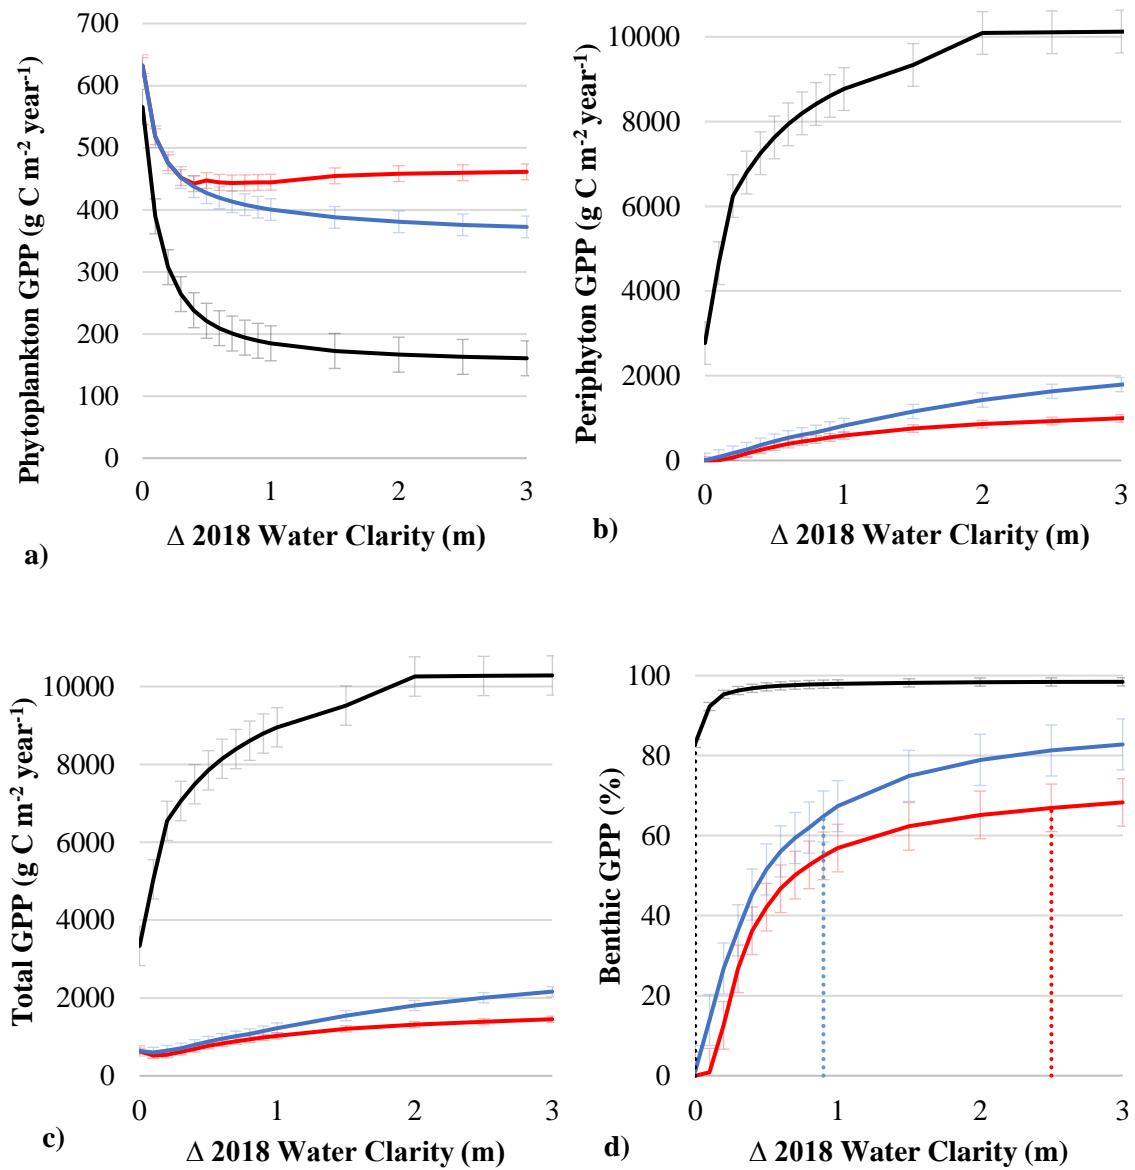 Phytoplankton GPP (g C m-2 year-1)
700
600
500
400
300
200
100
0
0 1 2 3
∆ 2018 Water Clarity (m)
a)
Periphyton GPP (g C m-2 year-1)
10000
8000
6000
4000
2000
0
0 1 2 3
∆ 2018 Water Clarity (m)
b)
Total GPP (g C m-2 year-1)
10000
8000
6000
4000
2000
0
0 1 2 3
∆ 2018 Water Clarity (m)
c)
Benthic GPP (%)
100
80
60
40
20
0
0 1 2 3
∆ 2018 Water Clarity (m)
d)